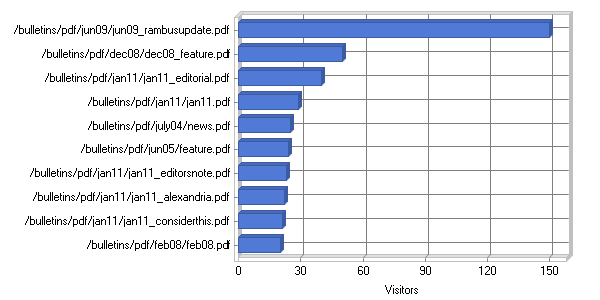 /bulletins/pdf/jun09/jun09_rambusupdate.pdf
/bulletins/pdf/dec08/dec08_feature.pdf
/bulletins/pdf/jan11/jan11_editorial.pdf
/bulletins/pdf/jan11/jan11.pdf
/bulletins/pdf/july04/news.pdf
/bulletins/pdf/jun05/feature.pdf
/bulletins/pdf/jan11/jan11_editorsnote.pdf
/bulletins/pdf/jan11/jan11_alexandria.pdf
/bulletins/pdf/jan11/jan11_considerthis.pdf
/bulletins/pdf/feb08/feb08.pdf
0 30 60 90 120 150
Visitors